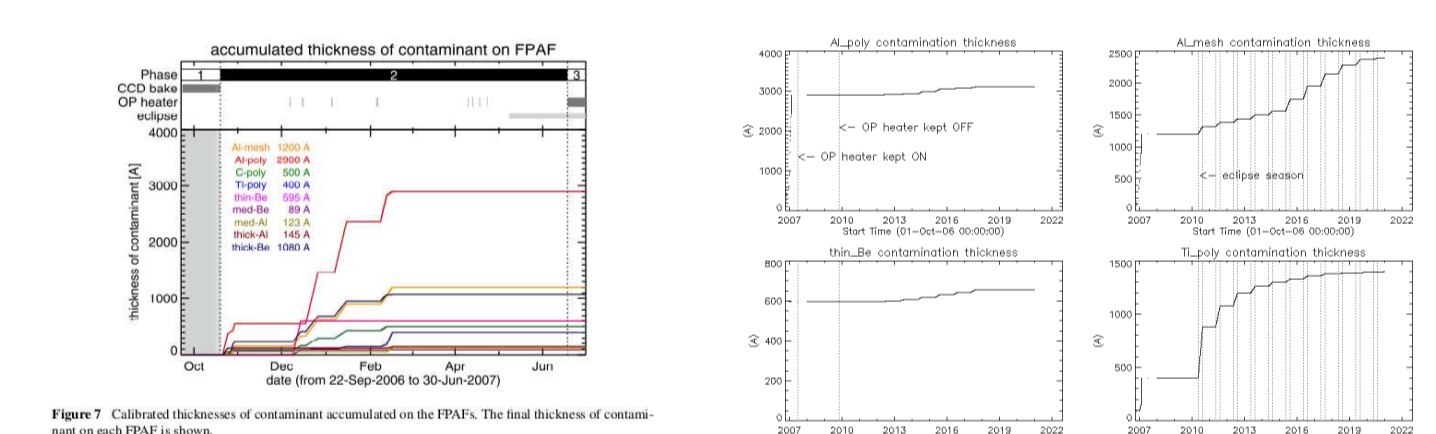 accumulated thickness of contaminant on FPAF
Phase 1 2 3
CCD bake
OP heater
eclipse
4000
3000
2000
1000
0
thickness of contaminant [A]
Al-mesh 1200 A
Al-poly 2900 A
C-poly 500 A
Ti-poly 400 A
thin-Be 595 A
med-Be 89 A
med-Al 123 A
thick-Al 145 A
thick-Be 1080 A
Oct Dec Feb Apr Jun
date (from 22-Sep-2006 to 30-Jun-2007)
Figure 7 Calibrated thicknesses of contaminant accumulated on the FPAFs. The final thickness of contami-
nant on each FPAF is shown.
Al_poly contamination thickness
4000
3000
2000
1000
0
(A)
<– OP heater kept OFF
<– OP heater kept ON
2007 2010 2013 2016 2019 2022
Start Time (01–Oct–06 00:00:00)
Al_mesh contamination thickness
2500
2000
1500
1000
500
0
(A)
<– eclipse season
2007 2010 2013 2016 2019 2022
Start Time (01–Oct–06 00:00:00)
thin_Be contamination thickness
800
600
400
200
0
(A)
2007 2010 2013 2016 2019 2022
Ti_poly contamination thickness
1500
1000
500
0
(A)
2007 2010 2013 2016 2019 2022